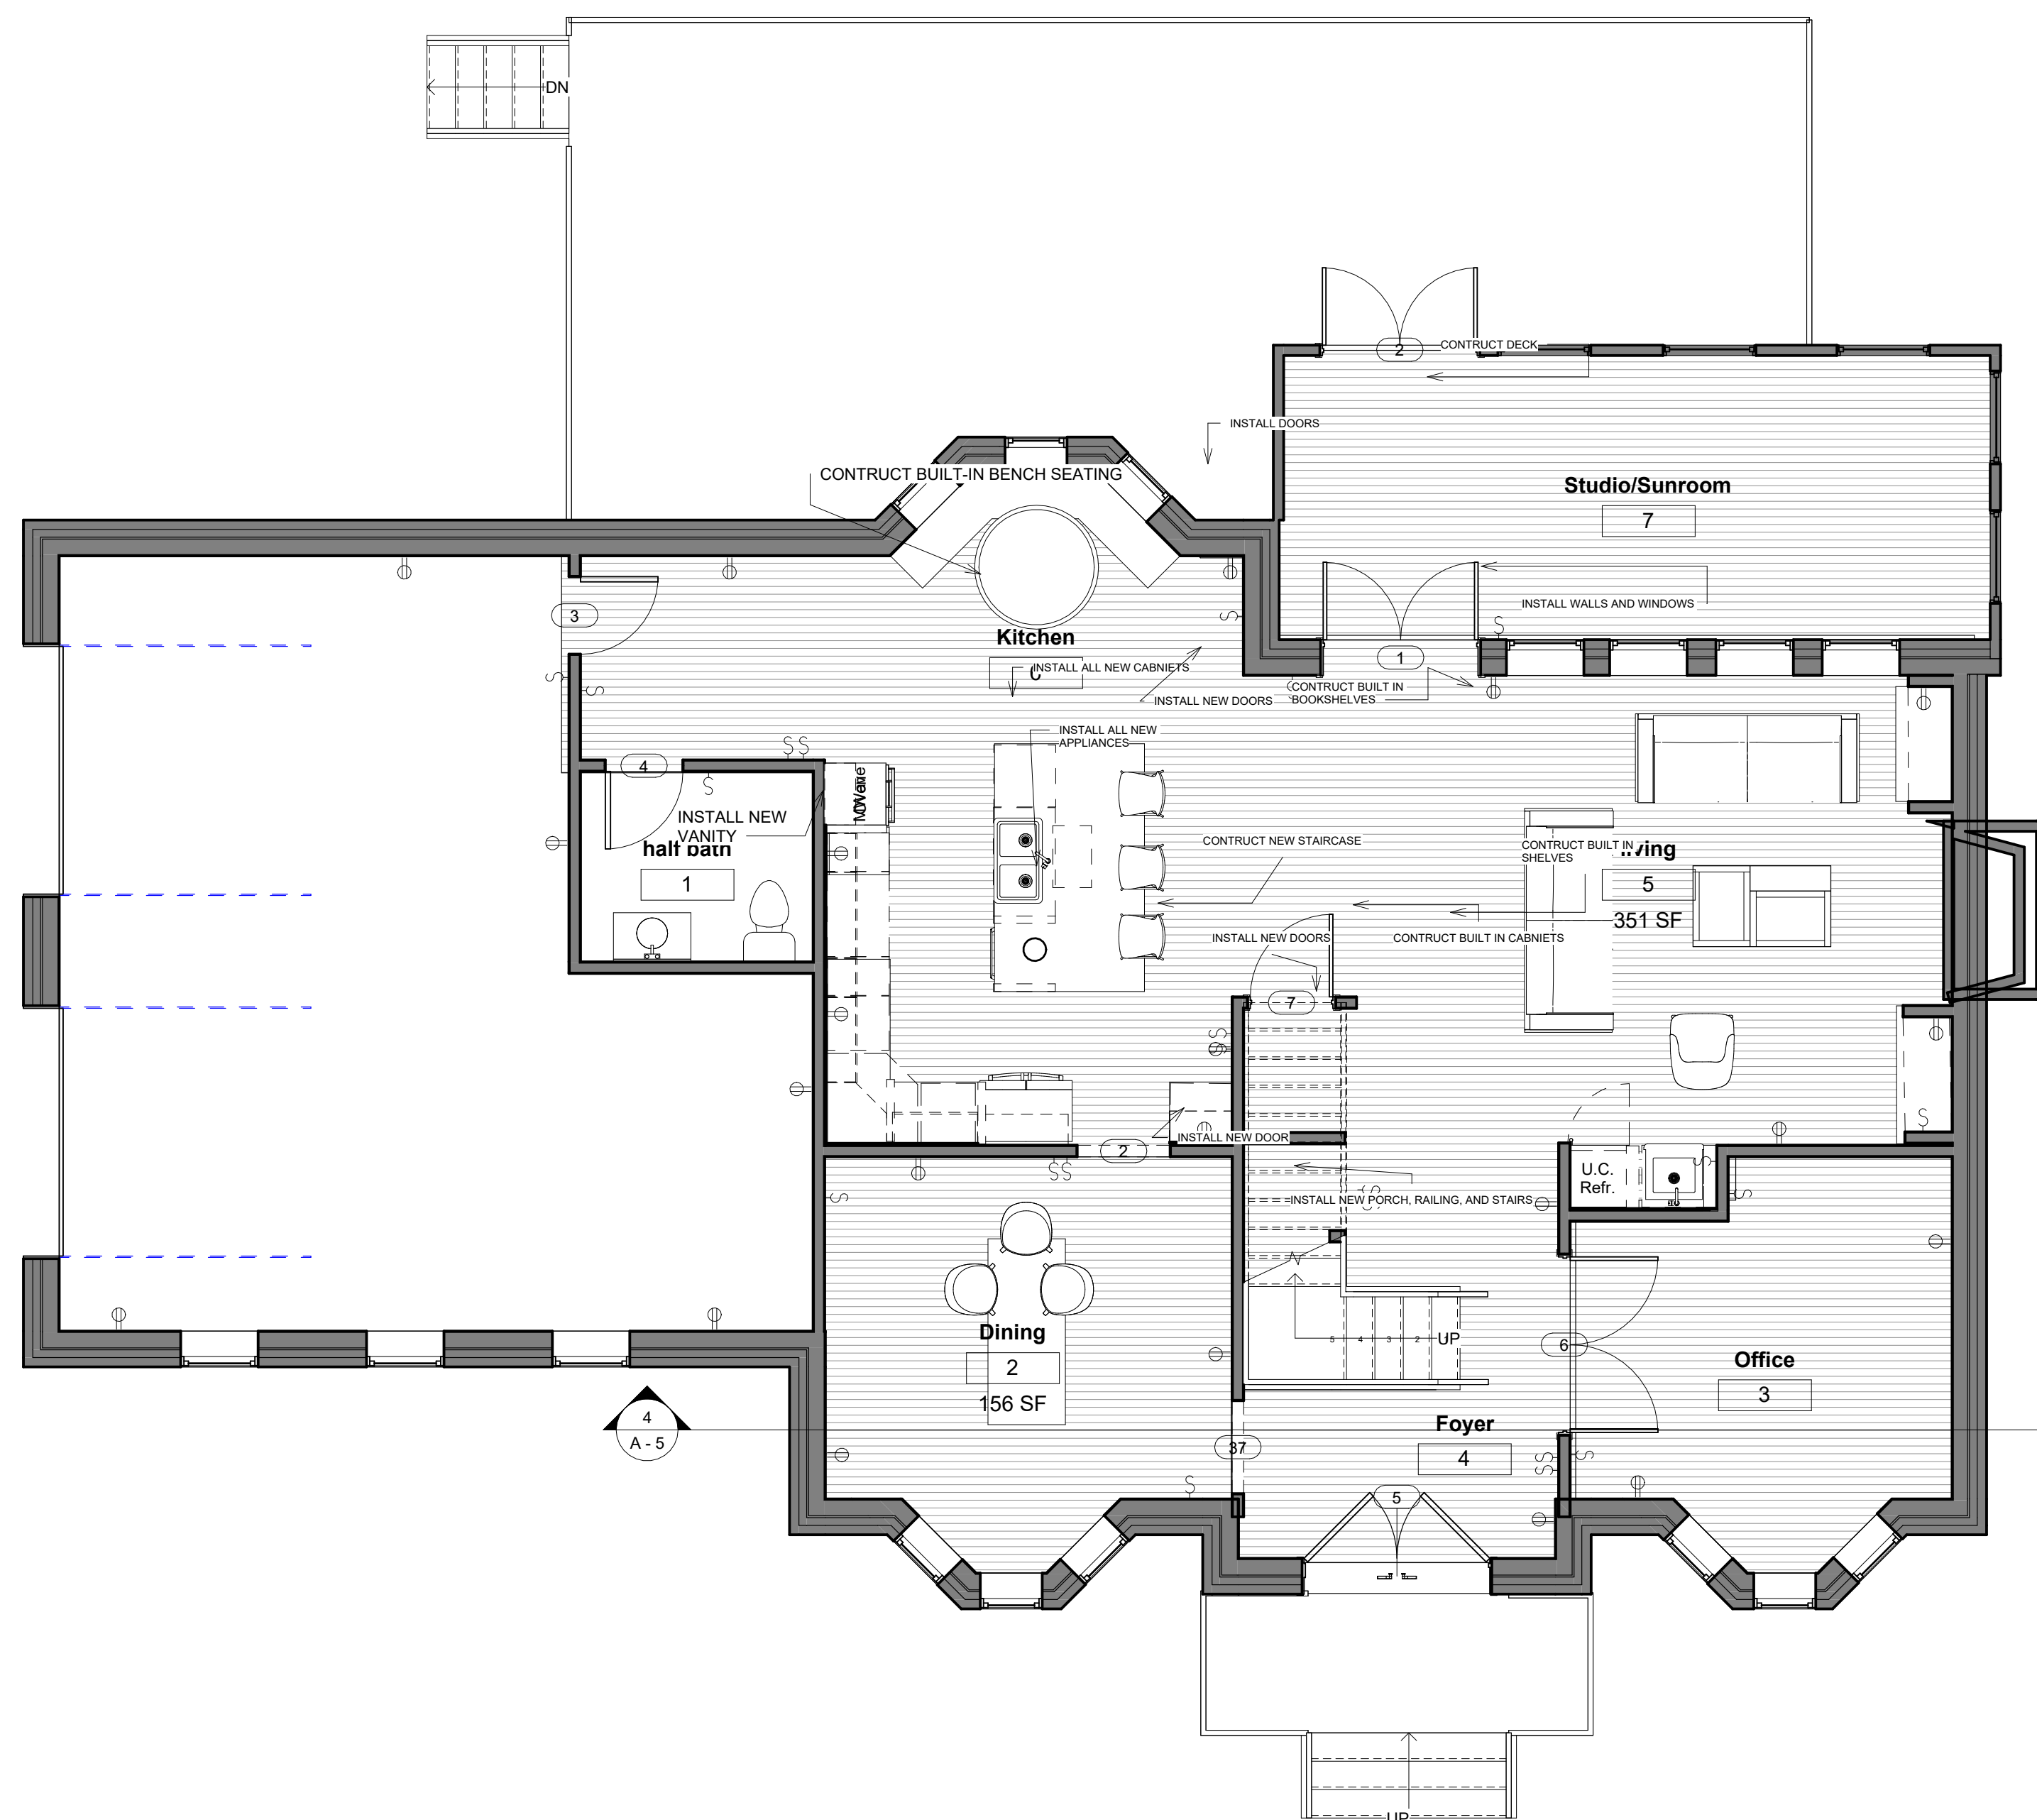 DN
2
CONTRUCT DECK
INSTALL DOORS
CONTRUCT BUILT-IN BENCH SEATING
Studio/Sunroom
7
3
INSTALL WALLS AND WINDOWS
Kitchen
1
INSTALL ALL NEW CABNIETS
INSTALL NEW DOORS
CONTRUCT BUILT IN
BOOKSHELVES
INSTALL ALL NEW
APPLIANCES
4
INSTALL NEW
VANITY
half bath
1
CONTRUCT NEW STAIRCASE
CONTRUCT BUILT IN
SHELVES
5
351 SF
INSTALL NEW DOORS
CONTRUCT BUILT IN CABNIETS
7
INSTALL NEW DOOR
2
U.C.
Refr.
INSTALL NEW PORCH, RAILING, AND STAIRS
5
4
3
2
UP
6
Dining
2
156 SF
Office
3
4
A - 5
Foyer
4
37
5
UP